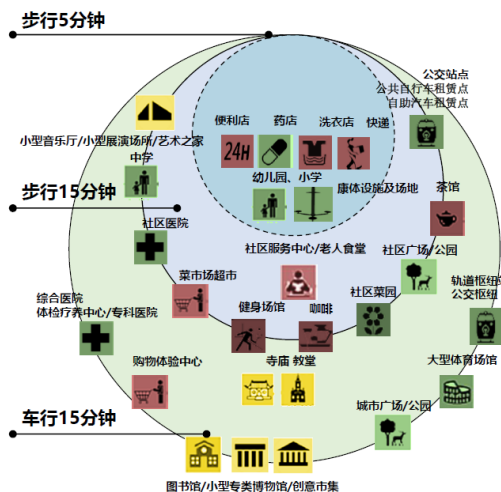 步行5分钟
公交站点
公共自行车租赁点
自助汽车租赁点
便利店 药店 洗衣店 快递
24H
小型音乐厅/小型展演场所/艺术之家
中学
幼儿园、小学
康体设施及场地
茶馆
步行15分钟
社区医院
社区服务中心/老人食堂
社区广场/公园
菜市场超市
社区菜园
轨道枢纽
公交枢纽
综合医院
体检疗养中心/专科医院
健身场馆
咖啡
购物体验中心
寺庙 教堂
大型体育场馆
车行15分钟
城市广场/公园
图书馆/小型专类博物馆/创意市集